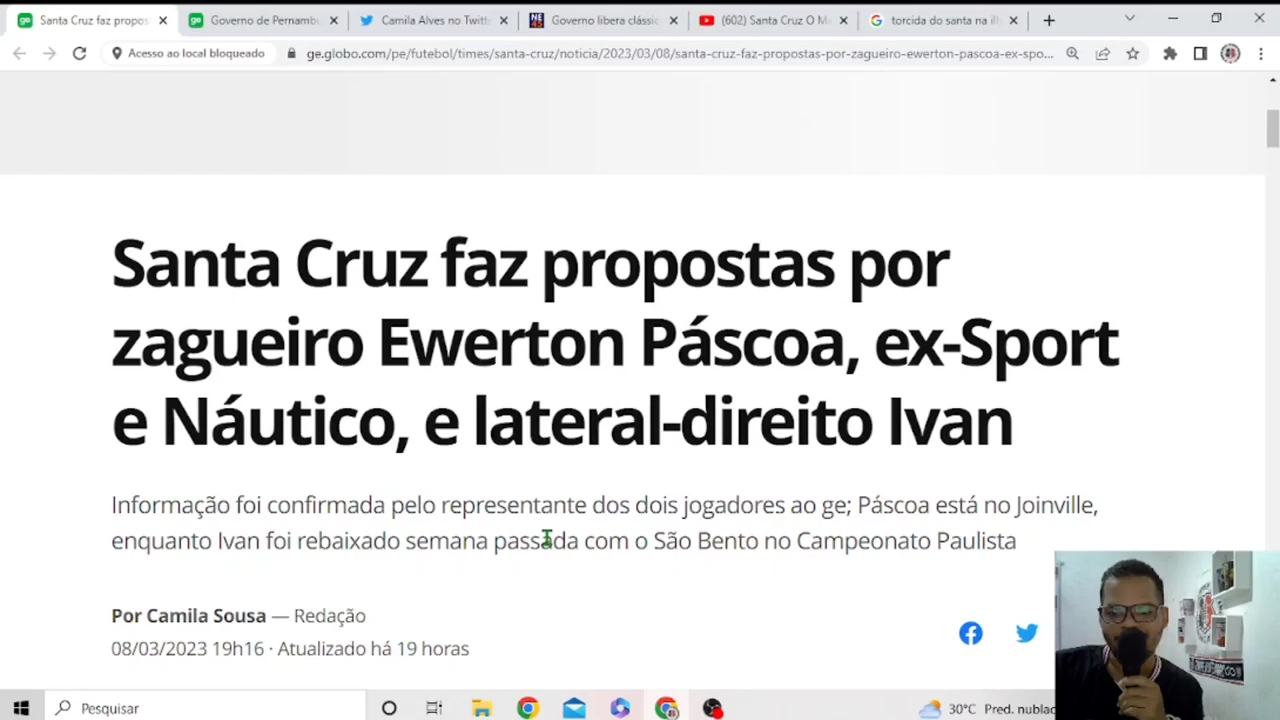 Santa Cruz faz propos
Governo de Pernambu
Camila Alves no Twitt
NE45
Governo libera clássic
(602) Santa Cruz O M
torcida do santa na il
Acesso ao local bloqueado
ge.globo.com/pe/futebol/times/santa-cruz/noticia/2023/03/08/santa-cruz-faz-propostas-por-zagueiro-ewerton-pascoa-ex-spo...
Santa Cruz faz propostas por
zagueiro Ewerton Páscoa, ex-Sport
e Náutico, e lateral-direito Ivan
Informação foi confirmada pelo representante dos dois jogadores ao ge; Páscoa está no Joinville,
enquanto Ivan foi rebaixado semana passada com o São Bento no Campeonato Paulista
Por Camila Sousa — Redação
08/03/2023 19h16 · Atualizado há 19 horas
Pesquisar
30°C Pred. nublad